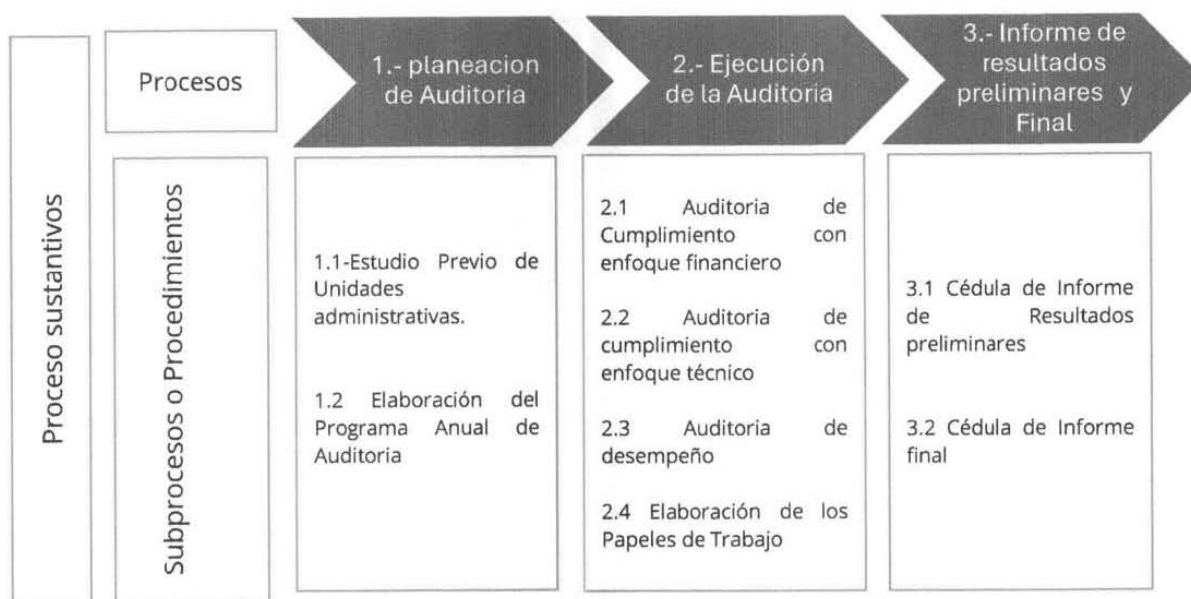 Proceso sustantivos
Procesos
1.- planeacion
de Auditoria
2.- Ejecución
de la Auditoria
3.- Informe de
resultados
preliminares y
Final
Subprocesos o Procedimientos
1.1-Estudio Previo de
Unidades
administrativas.
1.2 Elaboración del
Programa Anual de
Auditoria
2.1 Auditoria de
Cumplimiento con
enfoque financiero
2.2 Auditoria de
cumplimiento con
enfoque técnico
2.3 Auditoria de
desempeño
2.4 Elaboración de los
Papeles de Trabajo
3.1 Cédula de Informe
de Resultados
preliminares
3.2 Cédula de Informe
final